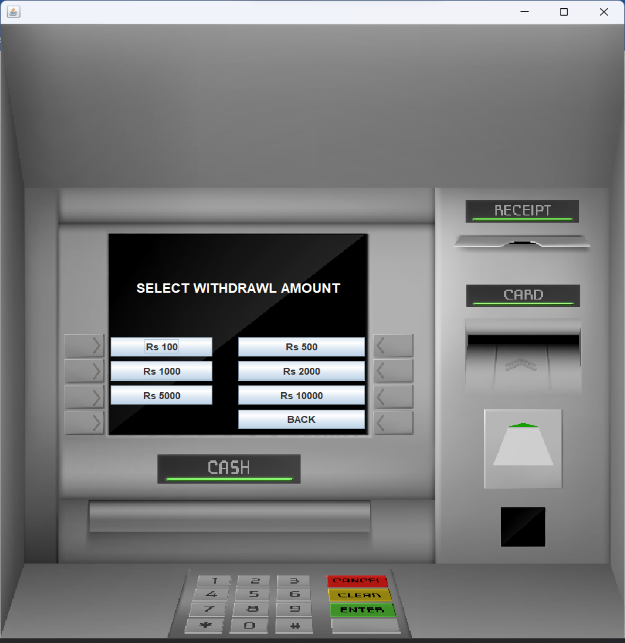 RECEIPT
SELECT WITHDRAWL AMOUNT
CARD
Rs 100
Rs 500
Rs 1000
Rs 2000
Rs 5000
Rs 10000
BACK
CASH
1 2 3 CANCEL
4 5 6 CLEAR
7 8 9 ENTER
* 0 #